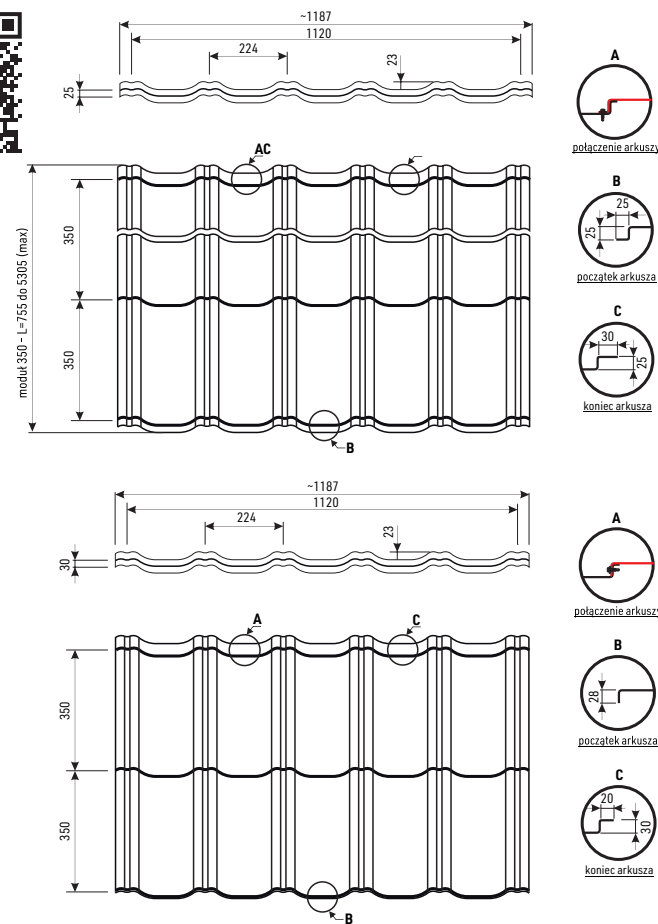 ~1187
1120
224
23
25
A
połączenie arkuszy
AC
B
25
25
początek arkusza
350
moduł 350 - L=755 do 5305 (max)
C
30
25
koniec arkusza
350
B
~1187
1120
224
23
30
A
połączenie arkuszy
A
C
B
28
początek arkusza
350
C
20
30
koniec arkusza
350
B